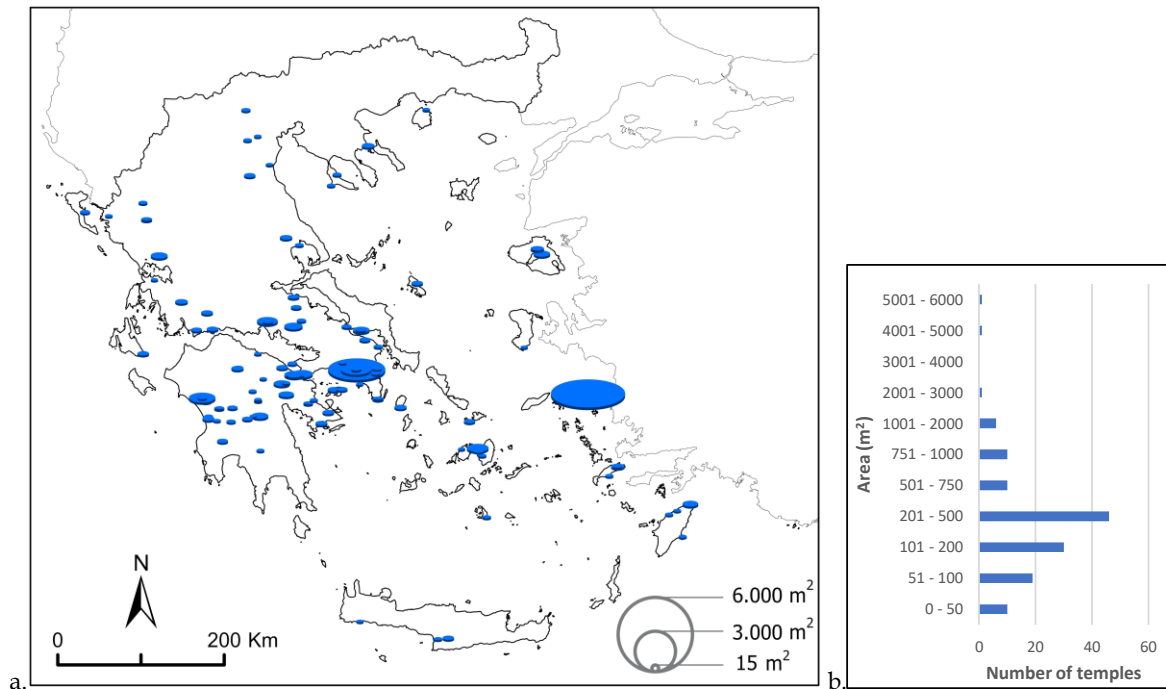 N
0
200 Km
6.000 m²
3.000 m²
15 m²
a.
Area (m²)
5001 - 6000
4001 - 5000
3001 - 4000
2001 - 3000
1001 - 2000
751 - 1000
501 - 750
201 - 500
101 - 200
51 - 100
0 - 50
0 20 40 60
Number of temples
b.